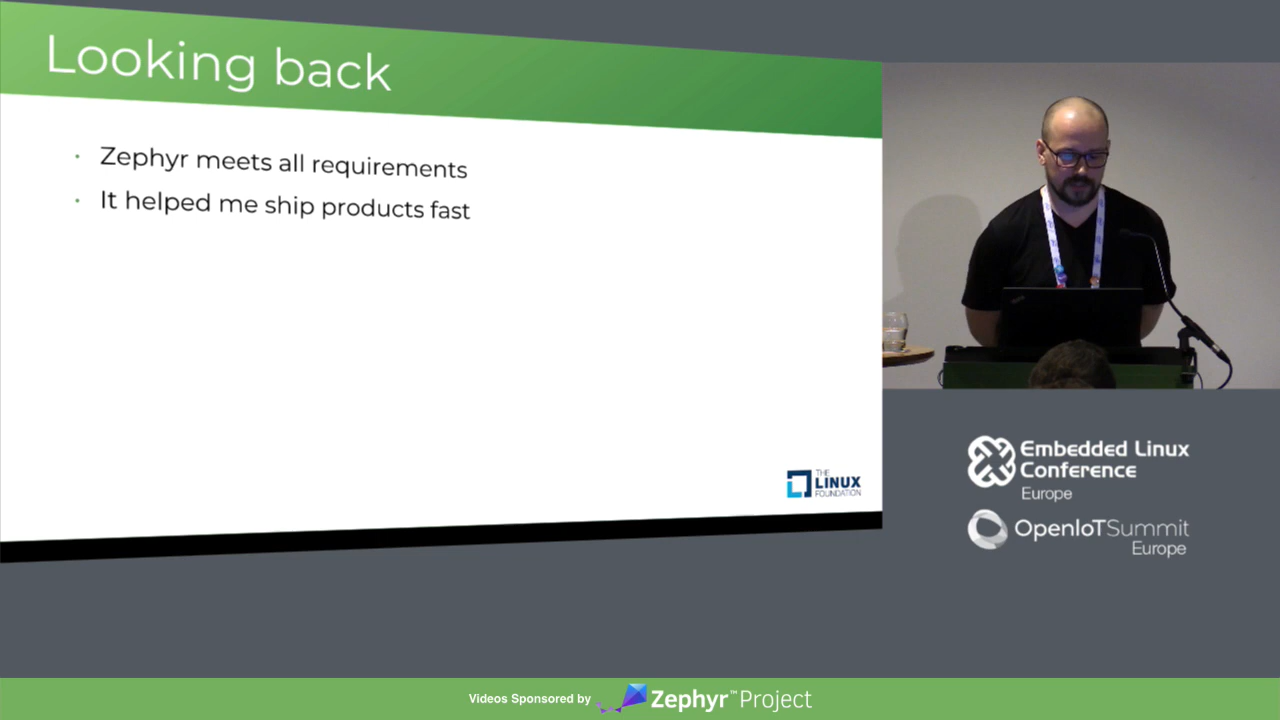 Looking back
• Zephyr meets all requirements
• It helped me ship products fast
THE
LINUX
FOUNDATION
Embedded Linux
Conference
Europe
OpenIoTSummit
Europe
Videos Sponsored by Zephyr™Project